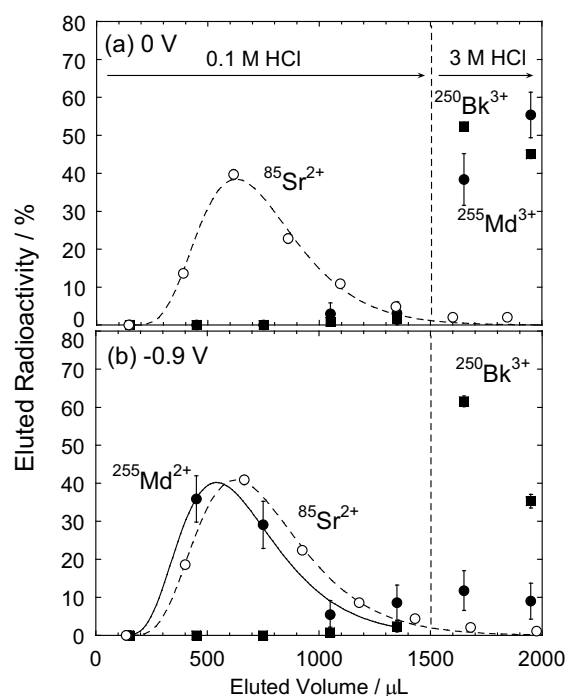 80
(a) 0 V
0.1 M HCl
3 M HCl
70
60
²⁵⁰Bk³⁺
50
40
⁸⁵Sr²⁺
²⁵⁵Md³⁺
30
20
10
0
Eluted Radioactivity / %
(b) -0.9 V
70
²⁵⁰Bk³⁺
60
50
²⁵⁵Md²⁺
40
⁸⁵Sr²⁺
30
20
10
0
0 500 1000 1500 2000
Eluted Volume / μL